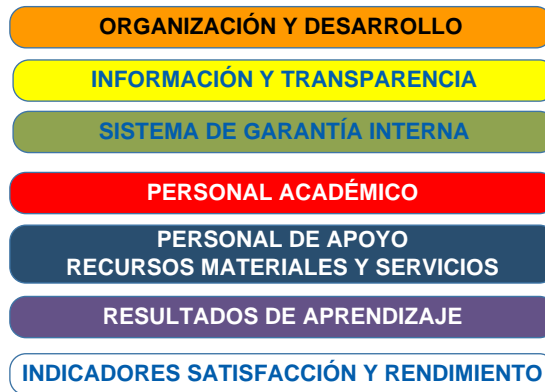 ORGANIZACIÓN Y DESARROLLO
INFORMACIÓN Y TRANSPARENCIA
SISTEMA DE GARANTÍA INTERNA
PERSONAL ACADÉMICO
PERSONAL DE APOYO
RECURSOS MATERIALES Y SERVICIOS
RESULTADOS DE APRENDIZAJE
INDICADORES SATISFACCIÓN Y RENDIMIENTO